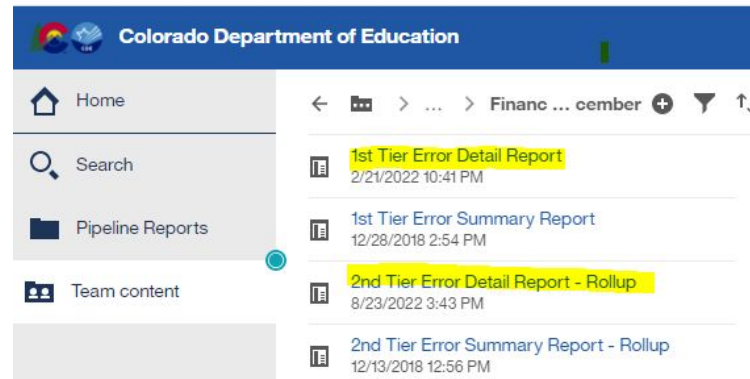 Colorado Department of Education
Home
Search
Pipeline Reports
Team content
... > Financ ... cember
1st Tier Error Detail Report
2/21/2022 10:41 PM
1st Tier Error Summary Report
12/28/2018 2:54 PM
2nd Tier Error Detail Report - Rollup
8/23/2022 3:43 PM
2nd Tier Error Summary Report - Rollup
12/13/2018 12:56 PM